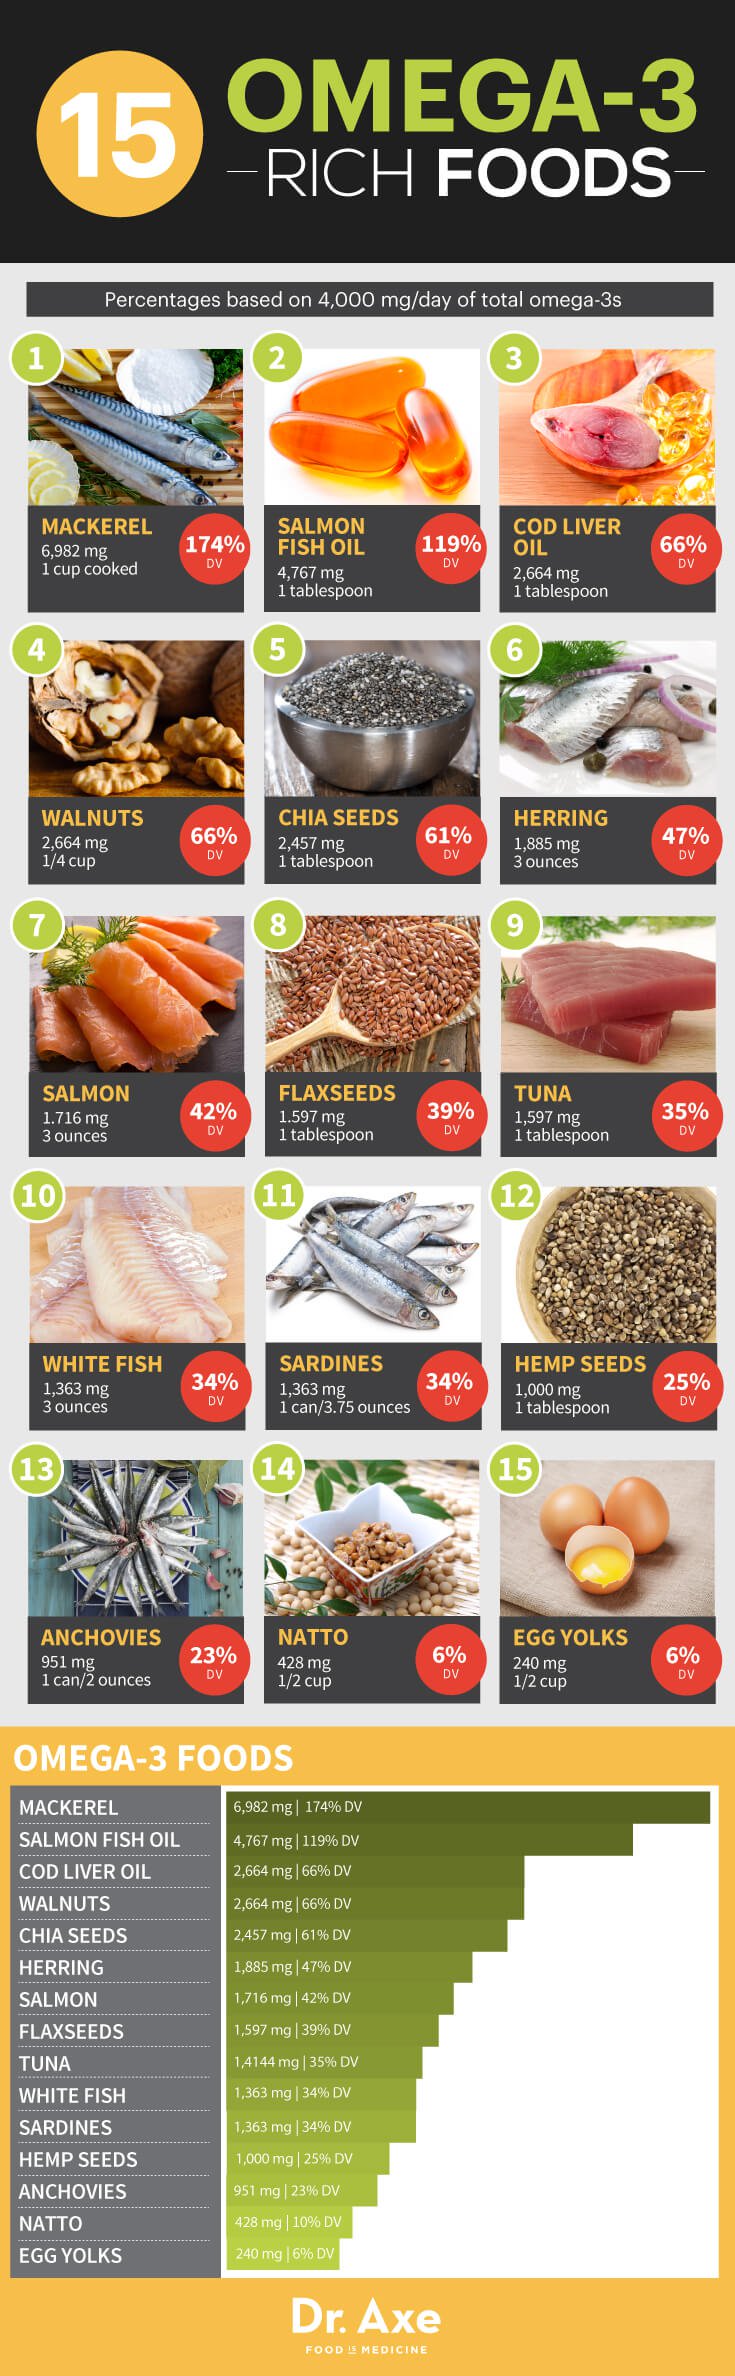 15
OMEGA-3
RICH FOODS
Percentages based on 4,000 mg/day of total omega-3s
1
MACKEREL
6,982 mg
1 cup cooked
174%
DV
2
SALMON
FISH OIL
4,767 mg
1 tablespoon
119%
DV
3
COD LIVER
OIL
2,664 mg
1 tablespoon
66%
DV
4
WALNUTS
2,664 mg
1/4 cup
66%
DV
5
CHIA SEEDS
2,457 mg
1 tablespoon
61%
DV
6
HERRING
1,885 mg
3 ounces
47%
DV
7
SALMON
1.716 mg
3 ounces
42%
DV
8
FLAXSEEDS
1.597 mg
1 tablespoon
39%
DV
9
TUNA
1,597 mg
1 tablespoon
35%
DV
10
WHITE FISH
1,363 mg
3 ounces
34%
DV
11
SARDINES
1,363 mg
1 can/3.75 ounces
34%
DV
12
HEMP SEEDS
1,000 mg
1 tablespoon
25%
DV
13
ANCHOVIES
951 mg
1 can/2 ounces
23%
DV
14
NATTO
428 mg
1/2 cup
6%
DV
15
EGG YOLKS
240 mg
1/2 cup
6%
DV
OMEGA-3 FOODS
MACKEREL 6,982 mg | 174% DV
SALMON FISH OIL 4,767 mg | 119% DV
COD LIVER OIL 2,664 mg | 66% DV
WALNUTS 2,664 mg | 66% DV
CHIA SEEDS 2,457 mg | 61% DV
HERRING 1,885 mg | 47% DV
SALMON 1,716 mg | 42% DV
FLAXSEEDS 1,597 mg | 39% DV
TUNA 1,4144 mg | 35% DV
WHITE FISH 1,363 mg | 34% DV
SARDINES 1,363 mg | 34% DV
HEMP SEEDS 1,000 mg | 25% DV
ANCHOVIES 951 mg | 23% DV
NATTO 428 mg | 10% DV
EGG YOLKS 240 mg | 6% DV
Dr. Axe
FOOD IS MEDICINE